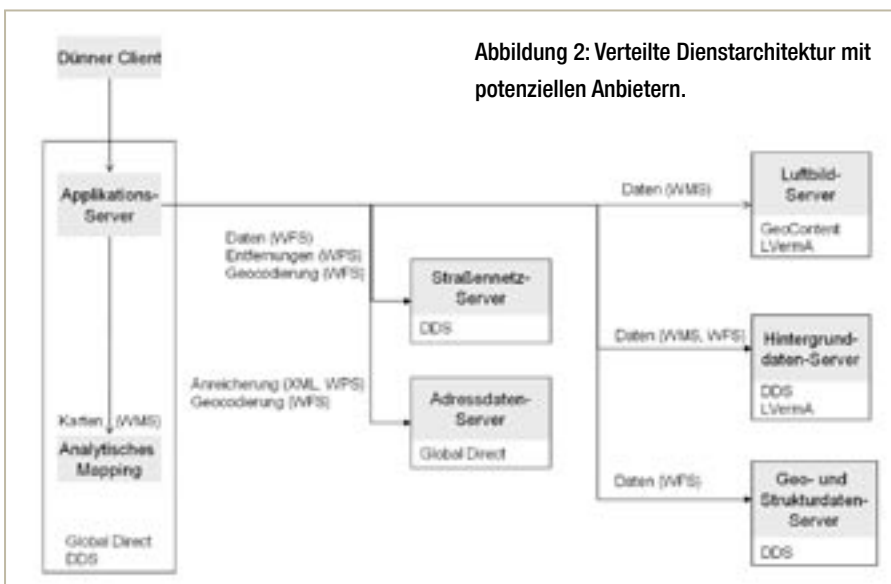 Abbildung 2: Verteilte Dienstarchitektur mit
potenziellen Anbietern.
Dünner Client
Applikations-
Server
Karten (WMS)
Analytisches
Mapping
Global Direct
DDS
Daten (WFS)
Entfernungen (WPS)
Geocodierung (WFS)
Straßennetz-
Server
DDS
Anreicherung (XML, WPS)
Geocodierung (WFS)
Adressdaten-
Server
Global Direct
Daten (WMS)
Luftbild-
Server
GeoContent
LVermA
Daten (WMS, WFS)
Hintergrund-
daten-Server
DDS
LVermA
Daten (WFS)
Geo- und
Strukturdaten-
Server
DDS